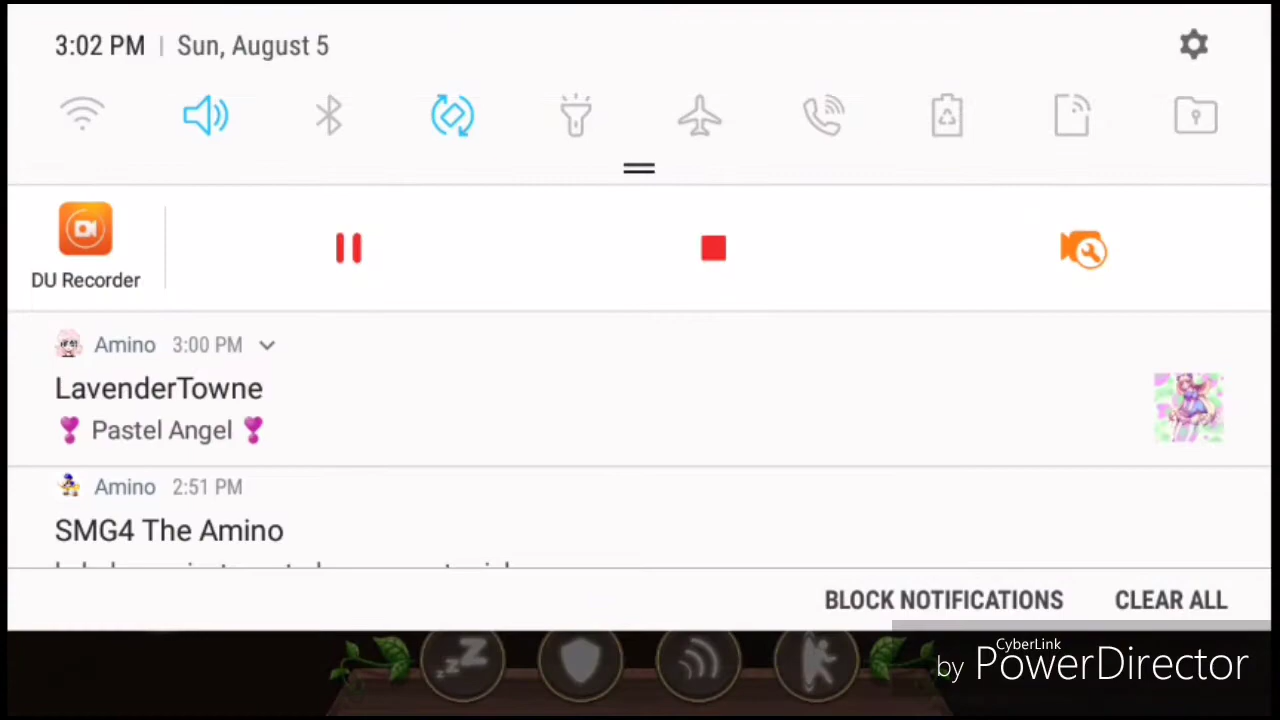 3:02 PM | Sun, August 5
DU Recorder
Amino 3:00 PM
LavenderTowne
❣ Pastel Angel ❣
Amino 2:51 PM
SMG4 The Amino
BLOCK NOTIFICATIONS CLEAR ALL
CyberLink
by PowerDirector